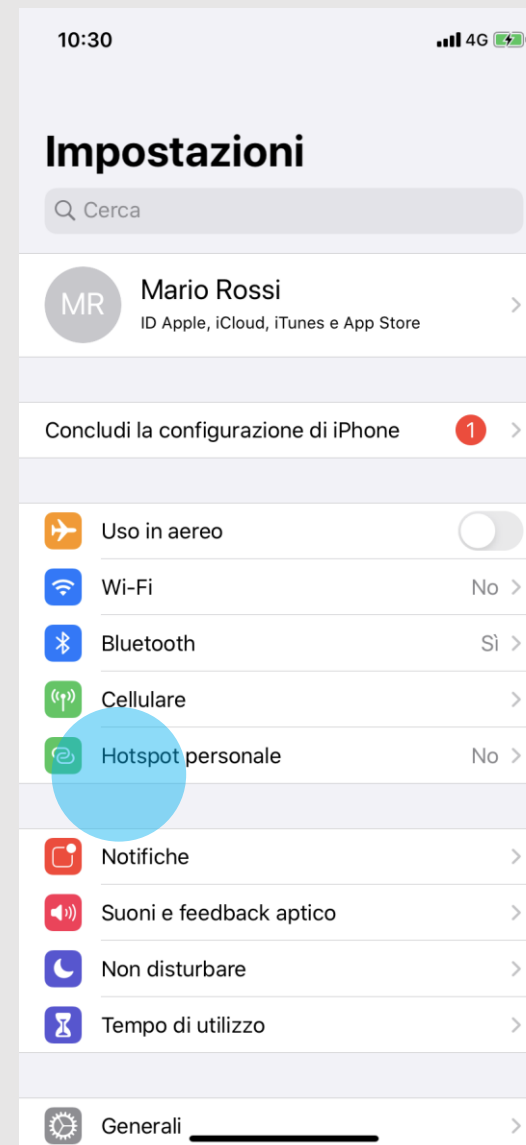 10:30 4G
Impostazioni
Cerca
MR
Mario Rossi
ID Apple, iCloud, iTunes e App Store
Concludi la configurazione di iPhone 1
Uso in aereo
Wi-Fi No
Bluetooth Sì
Cellulare
Hotspot personale No
Notifiche
Suoni e feedback aptico
Non disturbare
Tempo di utilizzo
Generali